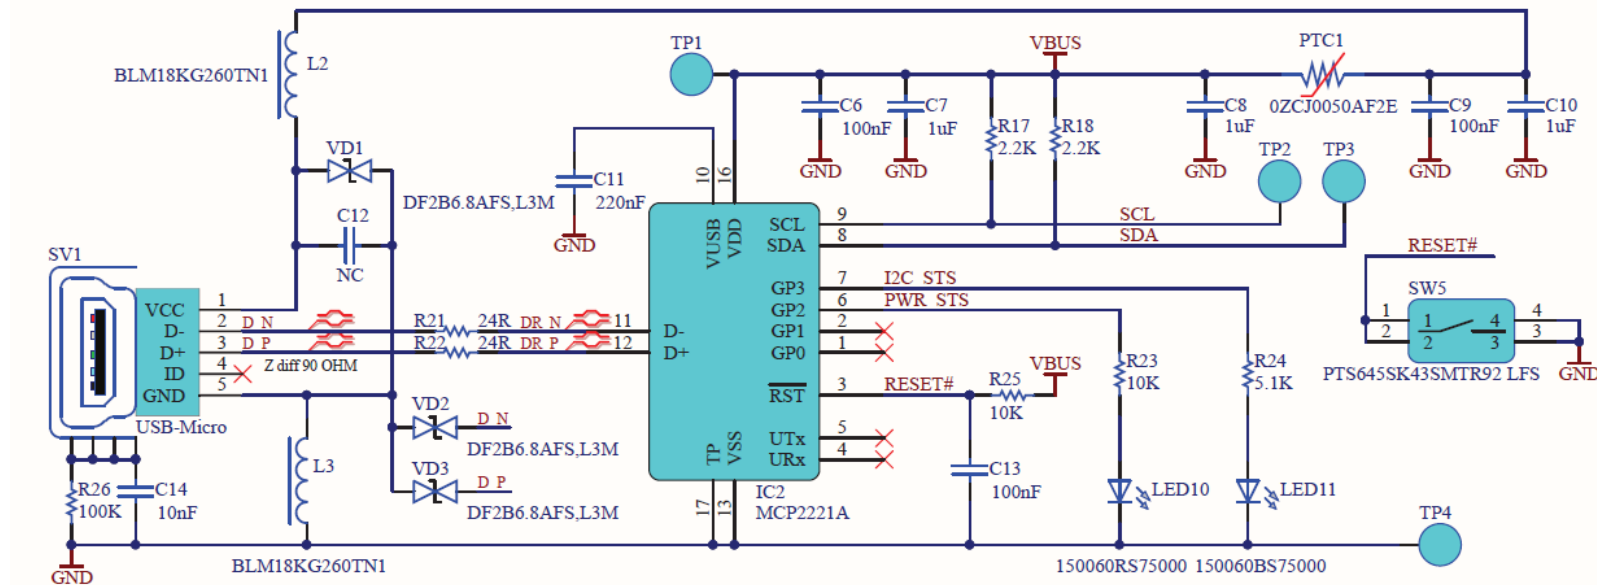 PTC1
TP1
VBUS
L2
BLM18KG260TN1
0ZCJ0050AF2E
C6
100nF
C7
1uF
R17
2.2K
R18
2.2K
C8
1uF
C9
100nF
C10
1uF
GND
GND
GND
GND
GND
VD1
DF2B6.8AFS,L3M
C11
220nF
GND
10
16
TP2
TP3
C12
NC
VUSB
VDD
SCL
9
SCL
SDA
8
SDA
GP3
7
I2C_STS
GP2
6
PWR_STS
GP1
2
GP0
1
RST
3
RESET#
UTx
5
URx
4
D-
D+
TP
VSS
17
13
IC2
MCP2221A
SV1
VCC
1
D-
2
D_N
D+
3
D_P
ID
4
GND
5
USB-Micro
Z diff 90 OHM
R21
24R
DR_N
11
R22
24R
DR_P
12
RESET#
SW5
1
1
4
4
2
2
3
3
PTS645SK43SMTR92 LFS
GND
R23
10K
R24
5.1K
R25
10K
VBUS
VD2
D_N
DF2B6.8AFS,L3M
VD3
D_P
DF2B6.8AFS,L3M
L3
BLM18KG260TN1
R26
100K
C14
10nF
GND
C13
100nF
LED10
LED11
150060RS75000
150060BS75000
TP4